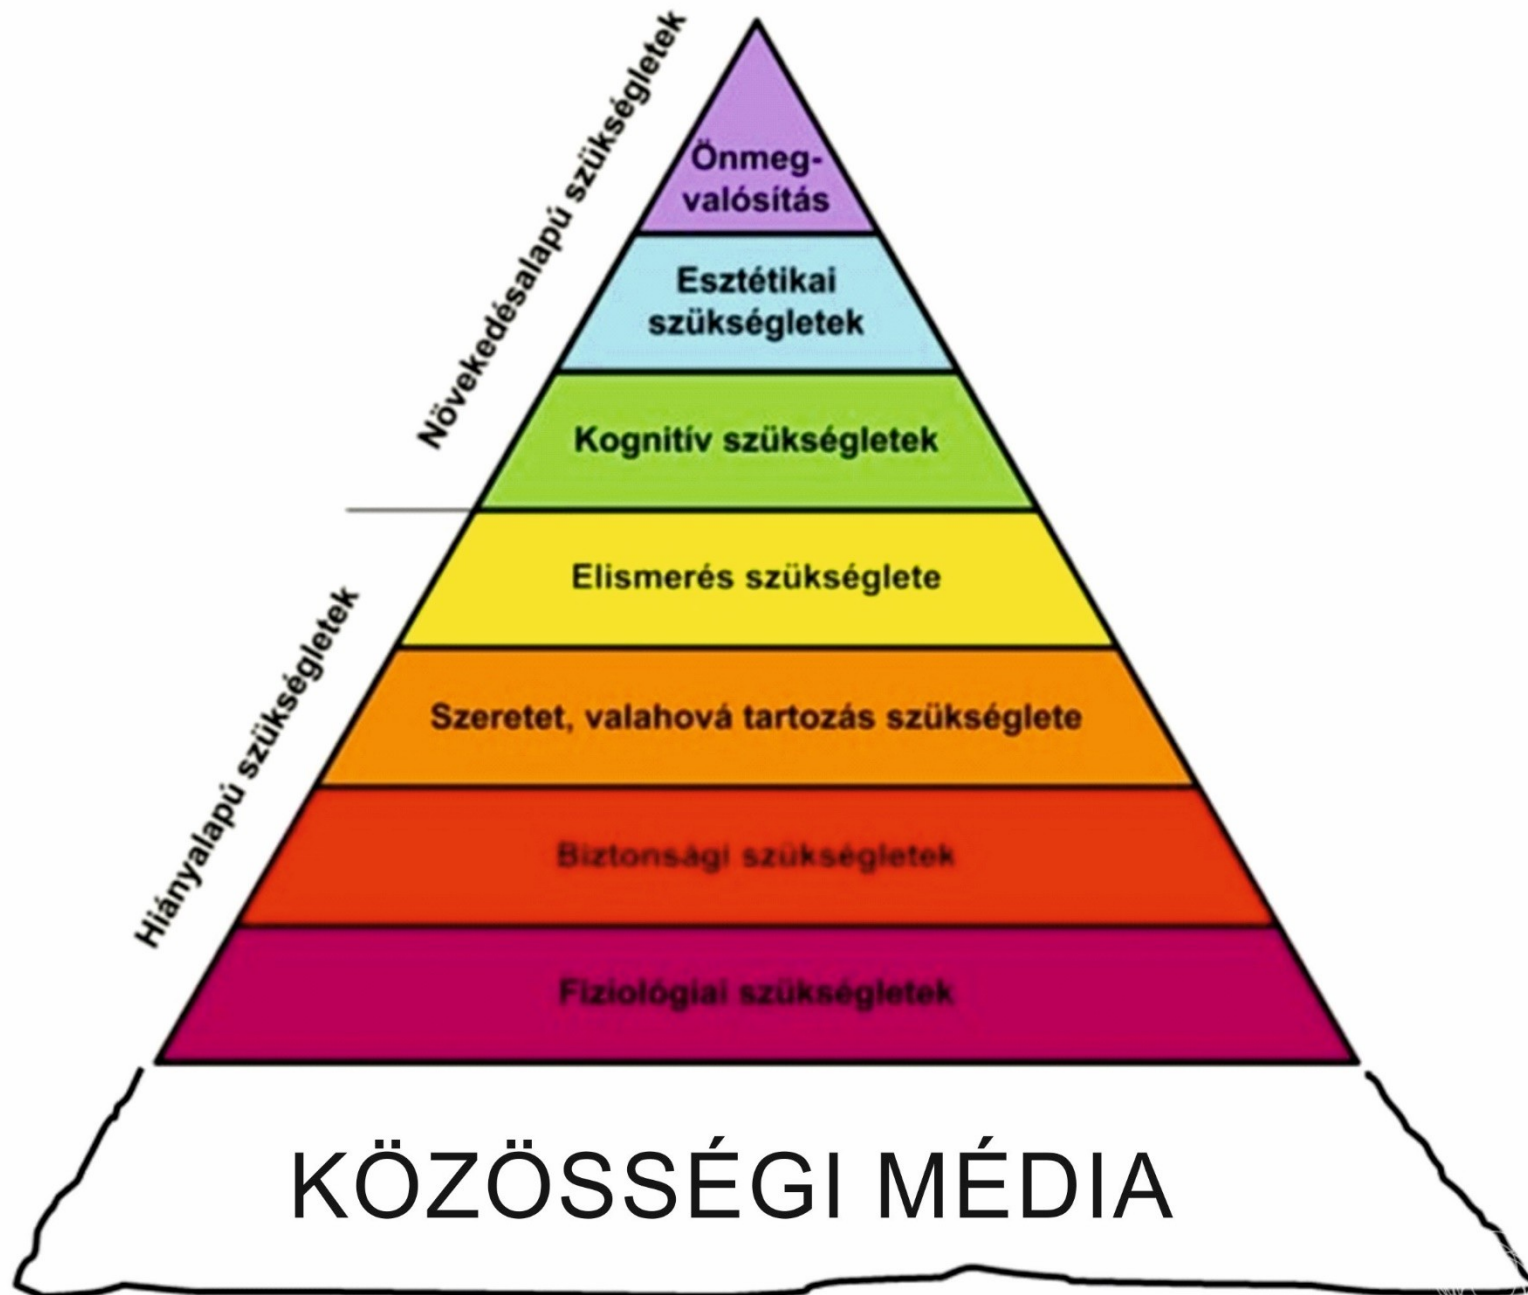 Növekedésalapú szükségletek
Önmeg-
valósítás
Esztétikai
szükségletek
Kognitív szükségletek
Hiányalapú szükségletek
Elismerés szükséglete
Szeretet, valahová tartozás szükséglete
Biztonsági szükségletek
Fiziológiai szükségletek
KÖZÖSSÉGI MÉDIA